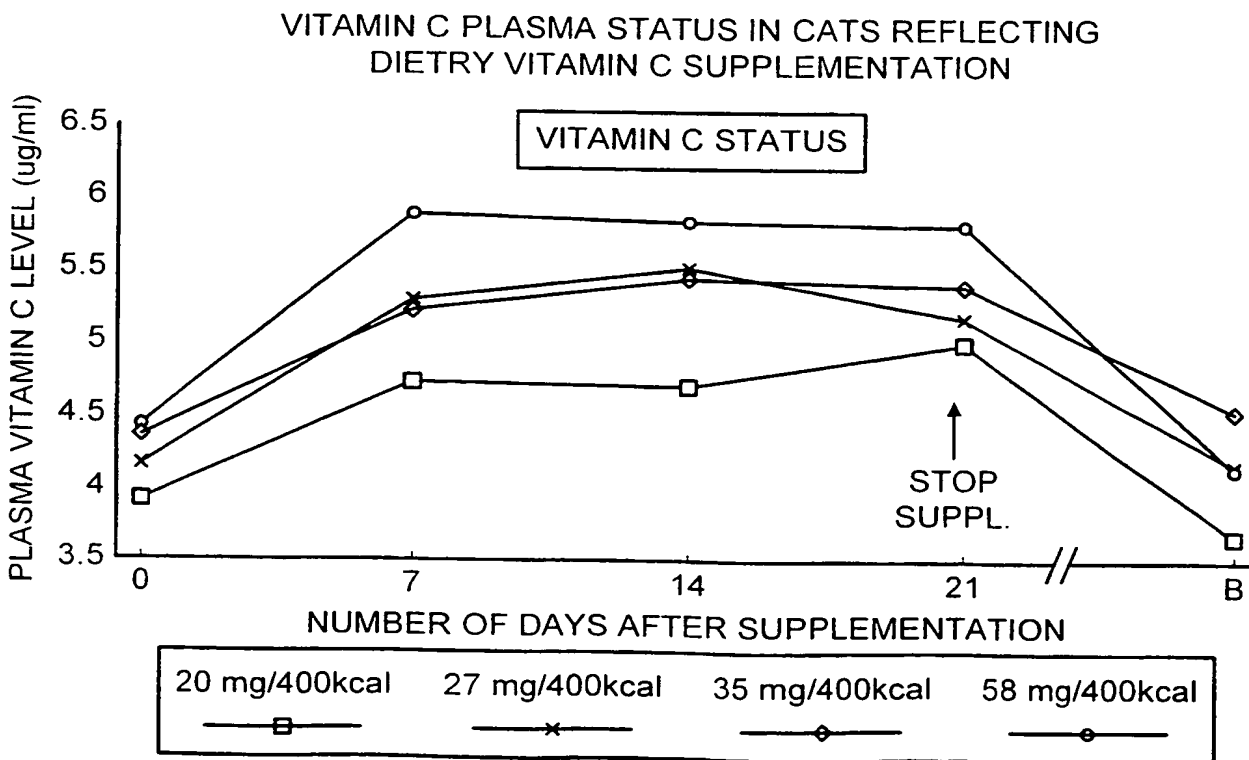 VITAMIN C PLASMA STATUS IN CATS REFLECTING
DIETRY VITAMIN C SUPPLEMENTATION
VITAMIN C STATUS
PLASMA VITAMIN C LEVEL (ug/ml)
6.5
6
5.5
5
4.5
4
3.5
STOP
SUPPL.
0 7 14 21 B
NUMBER OF DAYS AFTER SUPPLEMENTATION
20 mg/400kcal 27 mg/400kcal 35 mg/400kcal 58 mg/400kcal